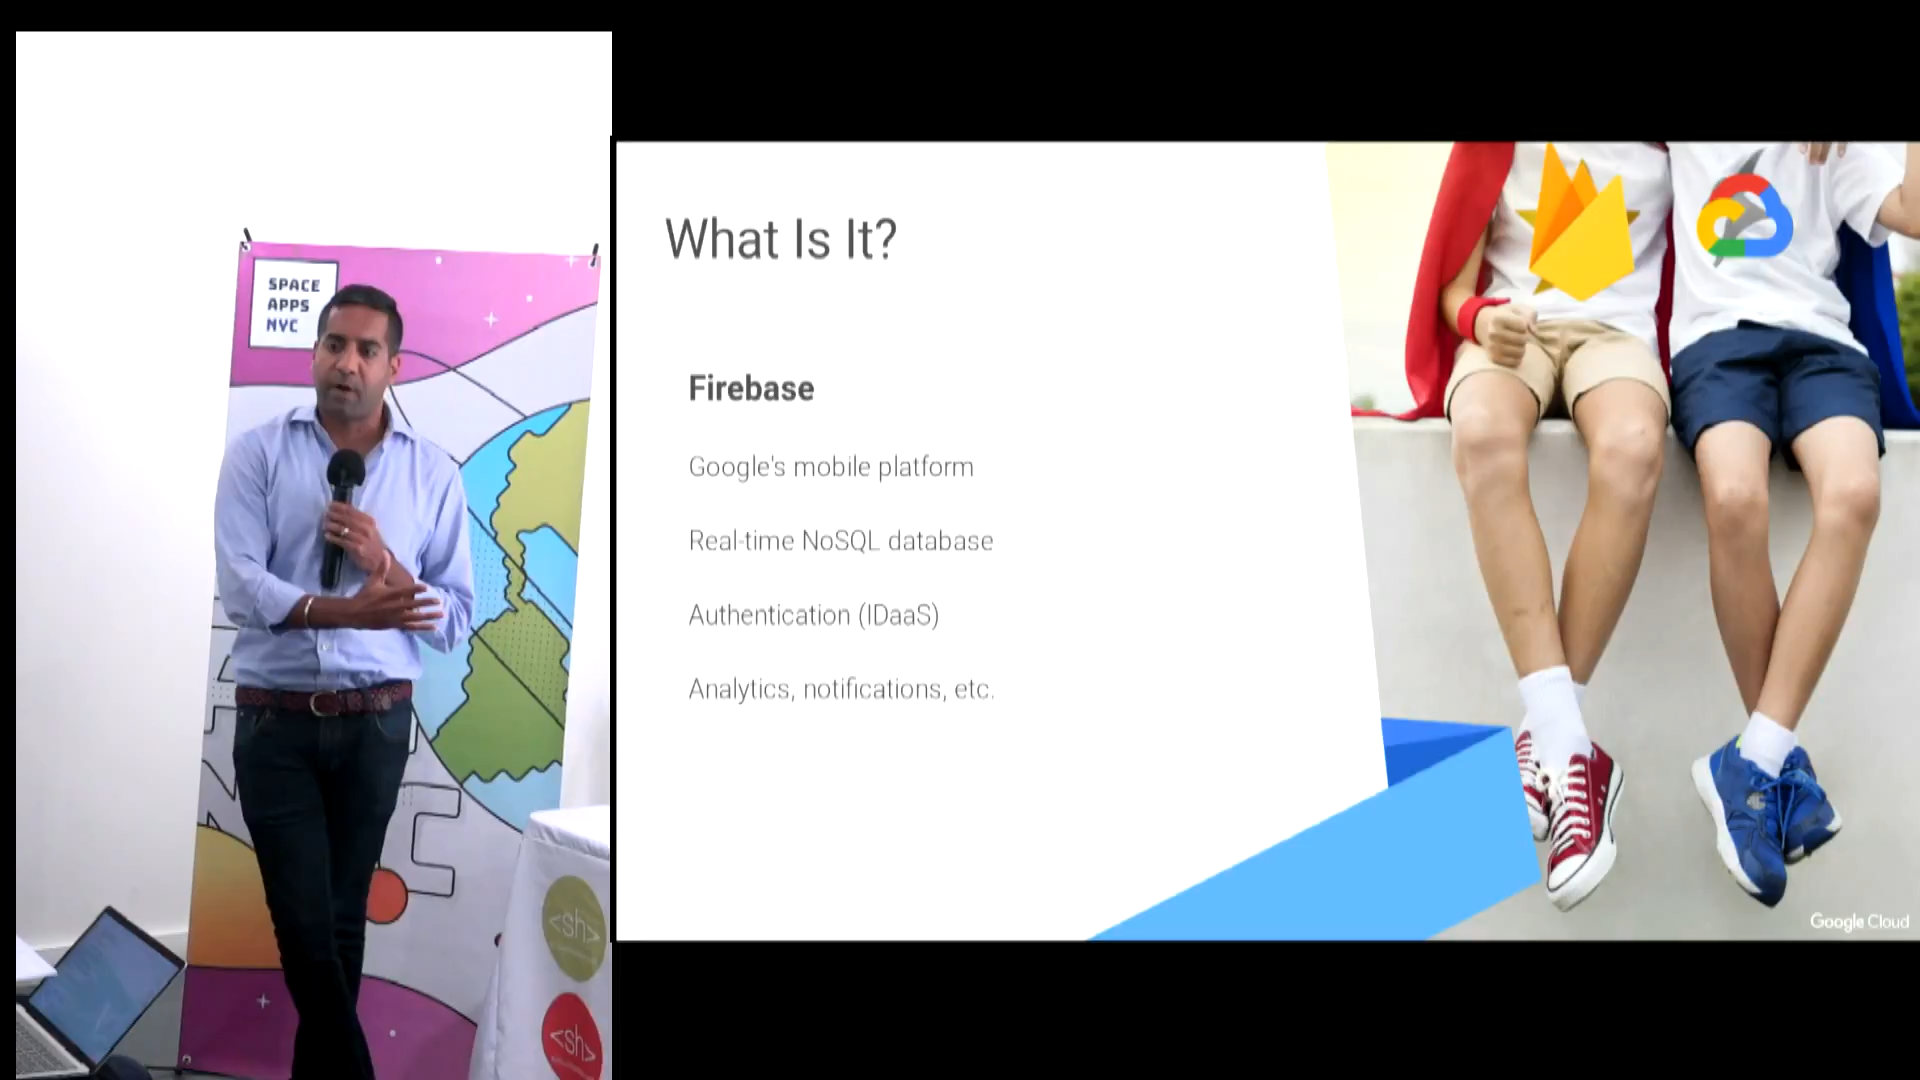 SPACE
APPS
NYC
What Is It?
Firebase
Google's mobile platform
Real-time NoSQL database
Authentication (IDaaS)
Analytics, notifications, etc.
Google Cloud
<sh>
<sh>